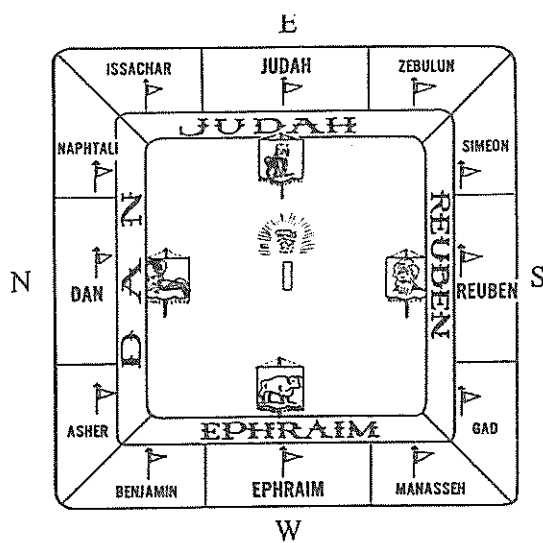 E
ISSACHAR
JUDAH
ZEBULUN
JUDAH
NAPHTALI
SIMEON
N
DAN
DAN
REUBEN
REUBEN
S
ASHER
GAD
EPHRAIM
BENJAMIN
EPHRAIM
MANASSEH
W